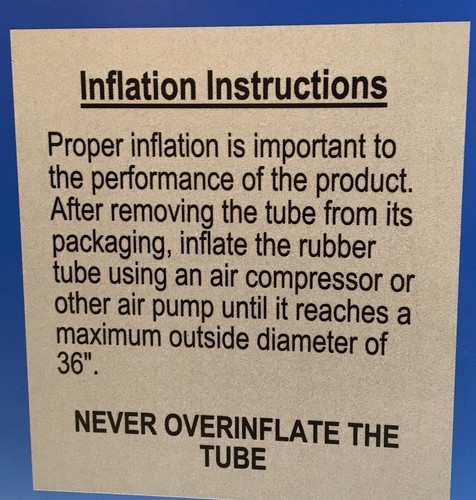 Inflation Instructions
Proper inflation is important to
the performance of the product.
After removing the tube from its
packaging, inflate the rubber
tube using an air compressor or
other air pump until it reaches a
maximum outside diameter of
36".
NEVER OVERINFLATE THE
TUBE